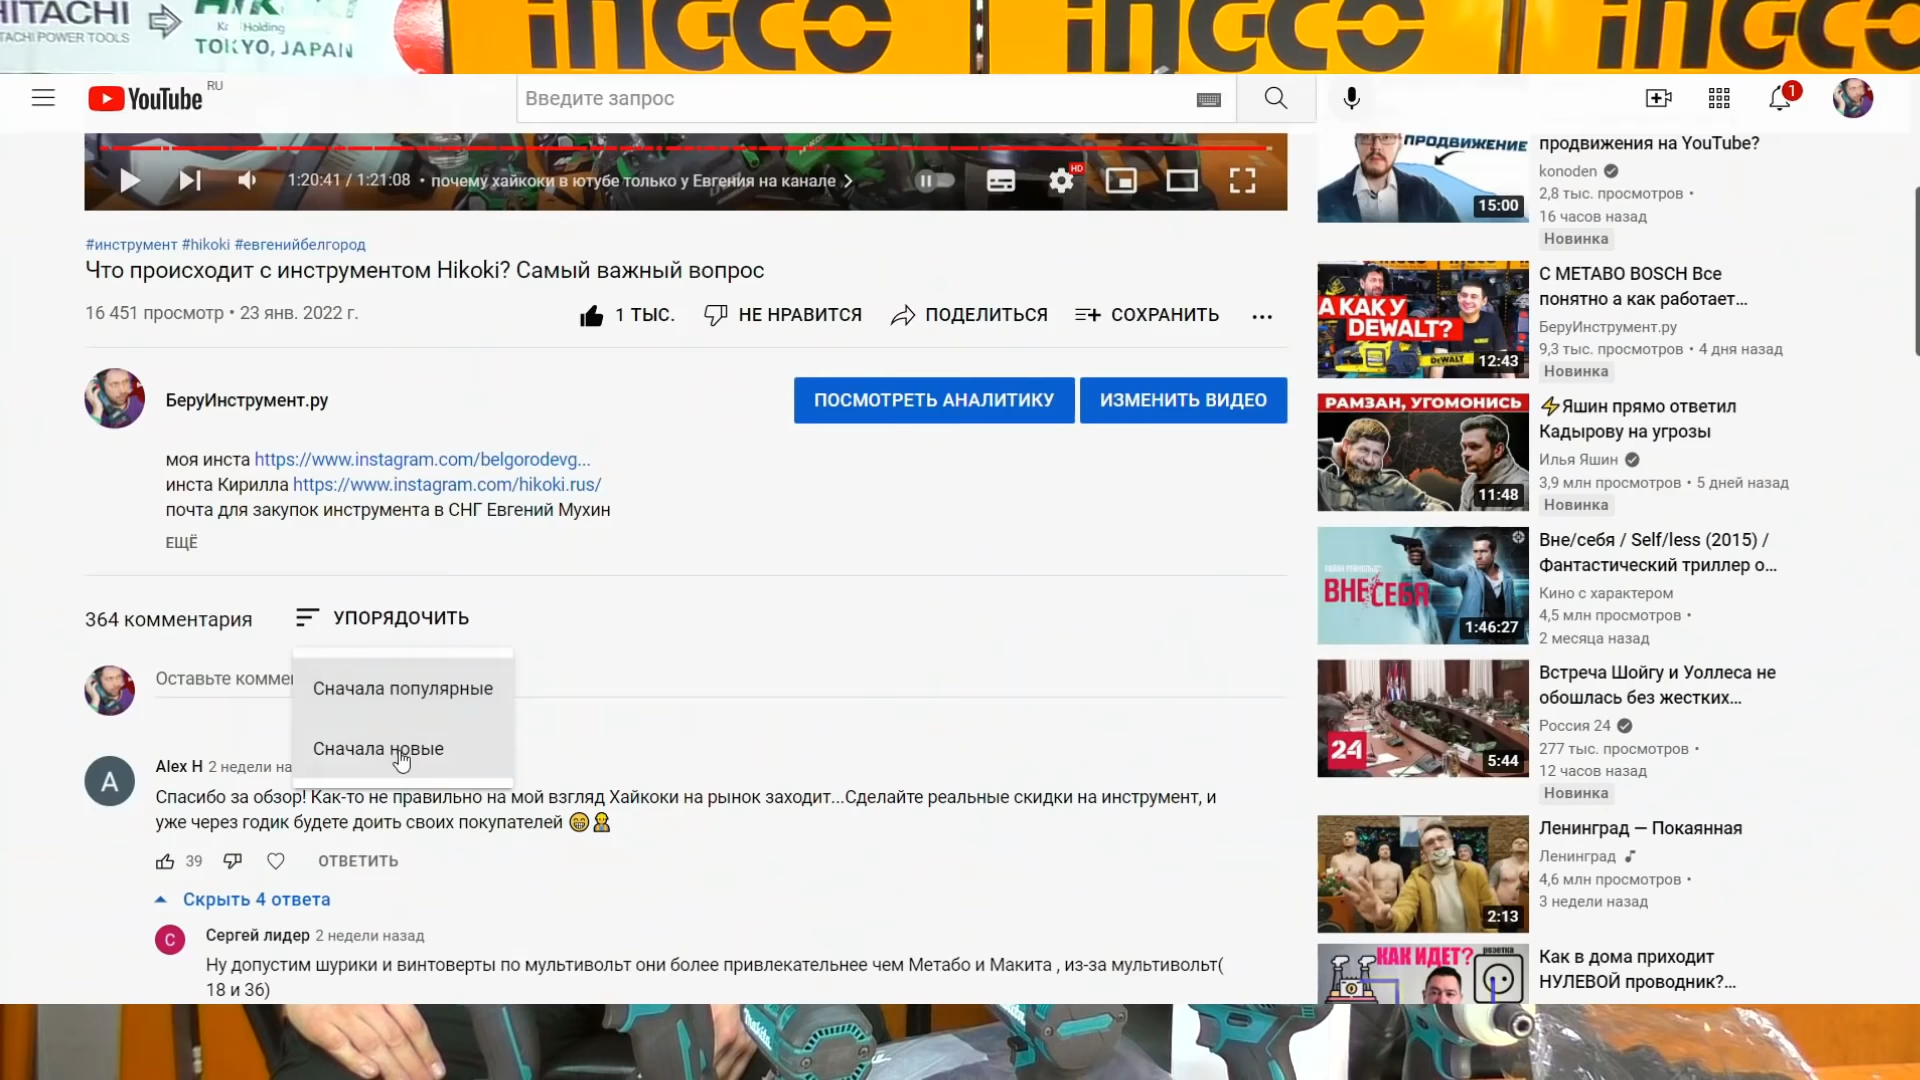 HITACHI
HITACHI POWER TOOLS
Holding
TOKYO, JAPAN
INGCO
INGCO
INGCO
YouTube
RU
Введите запрос
1
1:20:41 / 1:21:08 • почему хайкоки в ютубе только у Евгения на канале
HD
#инструмент #hikoki #евгенийбелгород
Что происходит с инструментом Hikoki? Самый важный вопрос
16 451 просмотр • 23 янв. 2022 г.
1 ТЫС.
НЕ НРАВИТСЯ
ПОДЕЛИТЬСЯ
СОХРАНИТЬ
БеруИнструмент.ру
ПОСМОТРЕТЬ АНАЛИТИКУ
ИЗМЕНИТЬ ВИДЕО
моя инста https://www.instagram.com/belgorodevg...
инста Кирилла https://www.instagram.com/hikoki.rus/
почта для закупок инструмента в СНГ Евгений Мухин
ЕЩЁ
364 комментария
УПОРЯДОЧИТЬ
Оставьте коммен
Сначала популярные
Сначала новые
A
Alex H 2 недели на
Спасибо за обзор! Как-то не правильно на мой взгляд Хайкоки на рынок заходит...Сделайте реальные скидки на инструмент, и
уже через годик будете доить своих покупателей 😁🤱
39
ОТВЕТИТЬ
Скрыть 4 ответа
С
Сергей лидер 2 недели назад
Ну допустим шурики и винтоверты по мультивольт они более привлекательнее чем Метабо и Макита , из-за мультивольт(
18 и 36)
ПРОДВИЖЕНИЕ
15:00
продвижения на YouTube?
konoden
2,8 тыс. просмотров •
16 часов назад
Новинка
А КАК У
DEWALT?
DEWALT
12:43
С METABO BOSCH Все
понятно а как работает...
БеруИнструмент.ру
9,3 тыс. просмотров • 4 дня назад
Новинка
РАМЗАН, УГОМОНИСЬ
11:48
⚡Яшин прямо ответил
Кадырову на угрозы
Илья Яшин
3,9 млн просмотров • 5 дней назад
Новинка
ВНЕ/СЕБЯ
1:46:27
Вне/себя / Self/less (2015) /
Фантастический триллер о...
Кино с характером
4,5 млн просмотров •
2 месяца назад
24
5:44
Встреча Шойгу и Уоллеса не
обошлась без жестких...
Россия 24
277 тыс. просмотров •
12 часов назад
Новинка
2:13
Ленинград — Покаянная
Ленинград
4,6 млн просмотров •
3 недели назад
КАК ИДЕТ?
розетка
Как в дома приходит
НУЛЕВОЙ проводник?...
makita